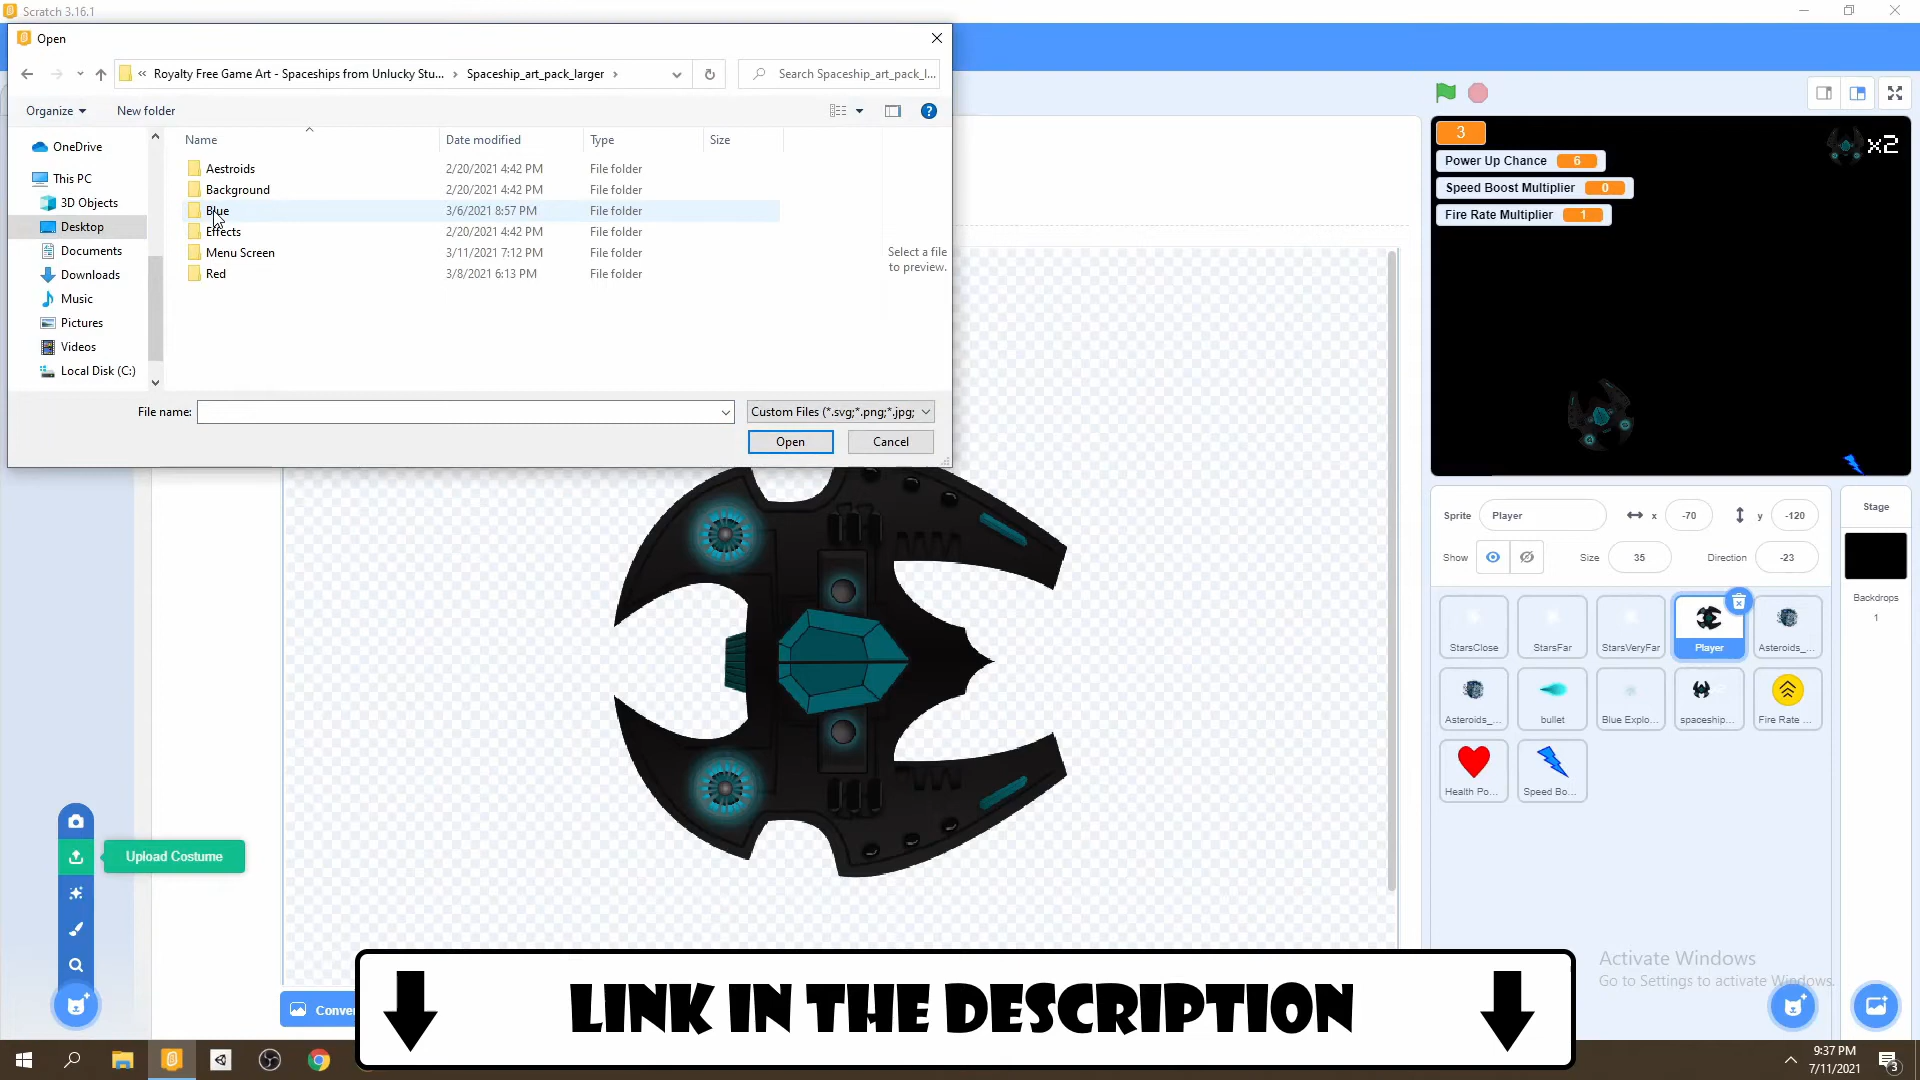 Scratch 3.16.1
Open
« Royalty Free Game Art - Spaceships from Unlucky Stu... › Spaceship_art_pack_larger ›
Search Spaceship_art_pack_l...
Organize
New folder
Name
Date modified
Type
Size
OneDrive
This PC
3D Objects
Desktop
Documents
Downloads
Music
Pictures
Videos
Local Disk (C:)
Aestroids 2/20/2021 4:42 PM File folder
Background 2/20/2021 4:42 PM File folder
Blue 3/6/2021 8:57 PM File folder
Effects 2/20/2021 4:42 PM File folder
Menu Screen 3/11/2021 7:12 PM File folder
Red 3/8/2021 6:13 PM File folder
Select a file
to preview.
File name:
Custom Files (*.svg;*.png;*.jpg;
Open
Cancel
3
Power Up Chance 6
Speed Boost Multiplier 0
Fire Rate Multiplier 1
x2
Sprite Player x -70 y -120
Show Size 35 Direction -23
Stage
Backdrops
1
StarsClose
StarsFar
StarsVeryFar
Player
Asteroids_...
Asteroids_...
bullet
Blue Explo...
spaceship...
Fire Rate ...
Health Po...
Speed Bo...
Upload Costume
Conve
LINK IN THE DESCRIPTION
Activate Windows
Go to Settings to activate Windows.
9:37 PM
7/11/2021
3